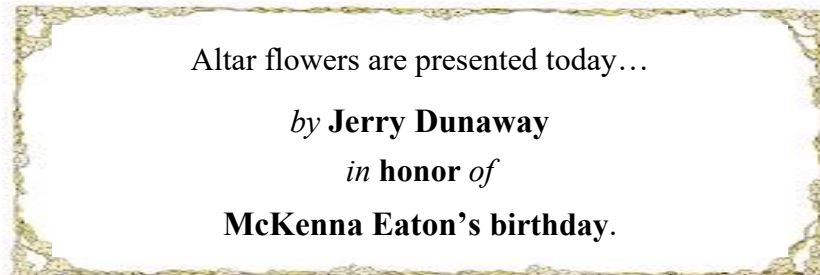 Altar flowers are presented today…
by Jerry Dunaway
in honor of
McKenna Eaton’s birthday.